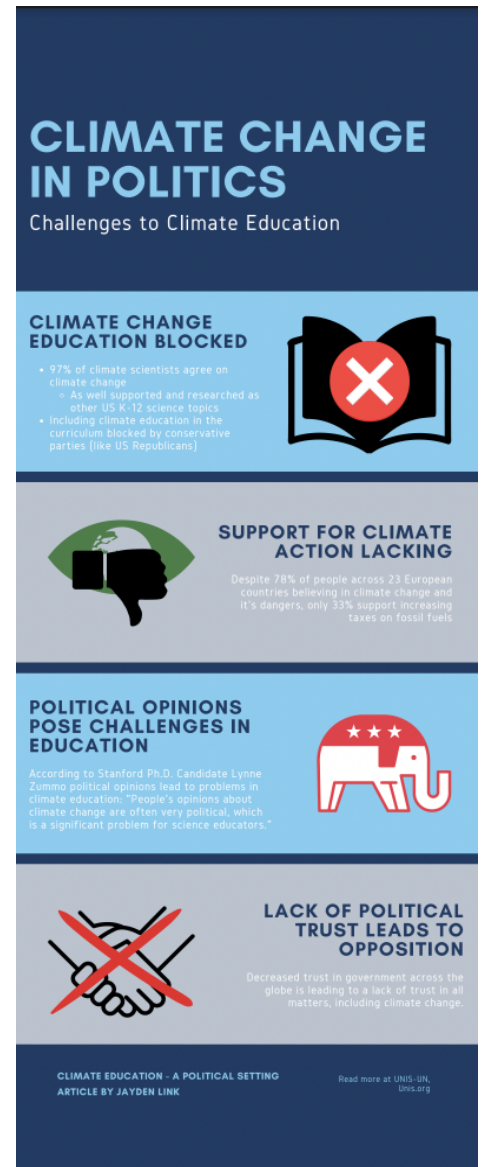 CLIMATE CHANGE
IN POLITICS
Challenges to Climate Education
CLIMATE CHANGE
EDUCATION BLOCKED
• 97% of climate scientists agree on
climate change
○ As well supported and researched as
other US K-12 science topics
• Including climate education in the
curriculum blocked by conservative
parties (like US Republicans)
SUPPORT FOR CLIMATE
ACTION LACKING
Despite 78% of people across 23 European
countries believing in climate change and
it's dangers, only 33% support increasing
taxes on fossil fuels
POLITICAL OPINIONS
POSE CHALLENGES IN
EDUCATION
According to Stanford Ph.D. Candidate Lynne
Zummo political opinions lead to problems in
climate education: "People's opinions about
climate change are often very political, which
is a significant problem for science educators."
LACK OF POLITICAL
TRUST LEADS TO
OPPOSITION
Decreased trust in government across the
globe is leading to a lack of trust in all
matters, including climate change.
CLIMATE EDUCATION - A POLITICAL SETTING
ARTICLE BY JAYDEN LINK
Read more at UNIS-UN,
Unis.org